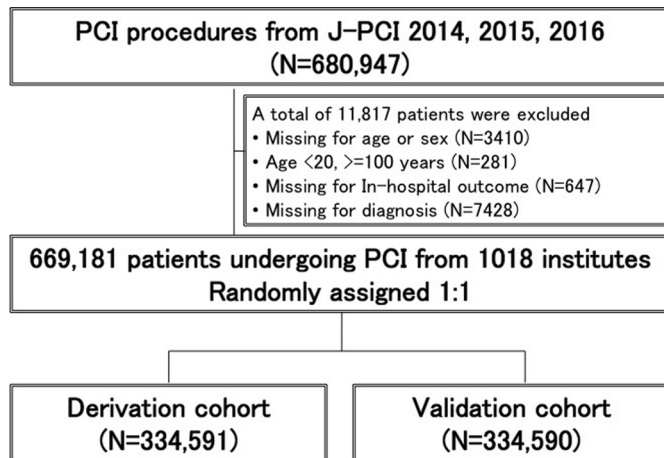 PCI procedures from J-PCI 2014, 2015, 2016
(N=680,947)
A total of 11,817 patients were excluded
• Missing for age or sex (N=3410)
• Age <20, >=100 years (N=281)
• Missing for In-hospital outcome (N=647)
• Missing for diagnosis (N=7428)
669,181 patients undergoing PCI from 1018 institutes
Randomly assigned 1:1
Derivation cohort
(N=334,591)
Validation cohort
(N=334,590)